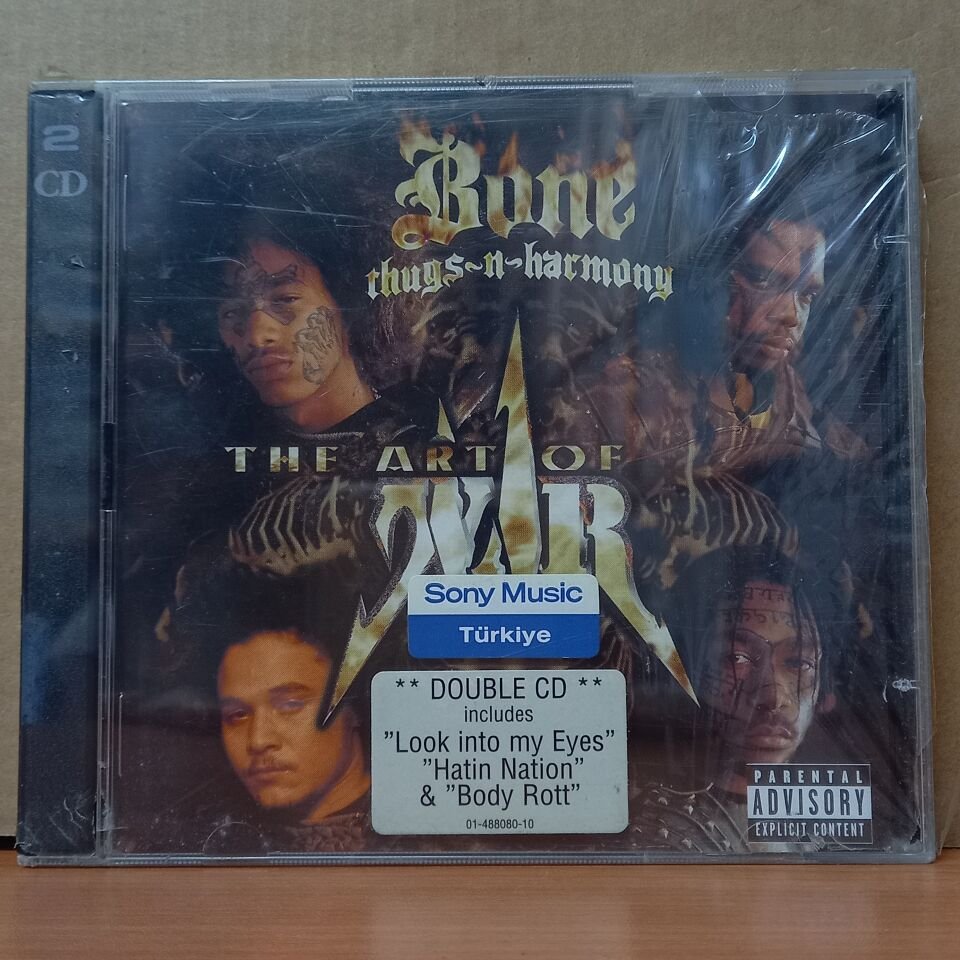 2
CD
Bone
thugs~n~harmony
THE ART OF
WAR
Sony Music
Türkiye
** DOUBLE CD **
includes
"Look into my Eyes"
"Hatin Nation"
& "Body Rott"
01-488080-10
PARENTAL
ADVISORY
EXPLICIT CONTENT